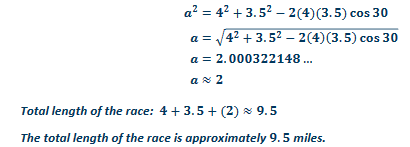 a² = 4² + 3.5² − 2(4)(3.5) cos 30
a = √4² + 3.5² − 2(4)(3.5) cos 30
a = 2.000322148 …
a ≈ 2
Total length of the race: 4 + 3.5 + (2) ≈ 9.5
The total length of the race is approximately 9.5 miles.